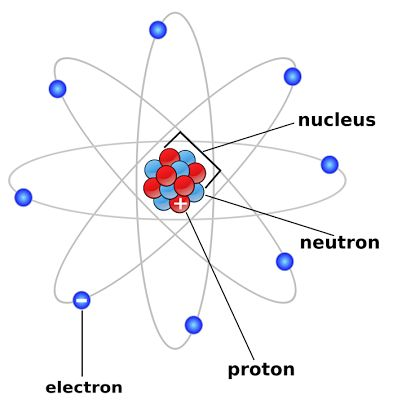 nucleus
neutron
+
proton
−
electron